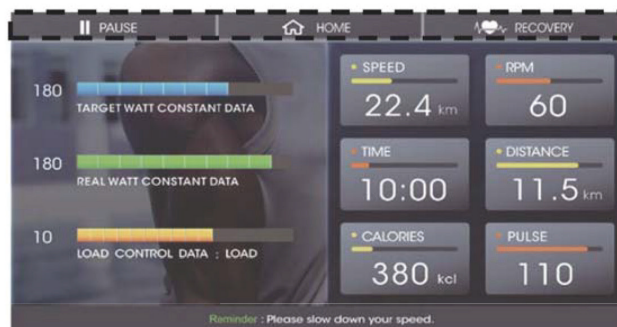 PAUSE
HOME
RECOVERY
180
TARGET WATT CONSTANT DATA
180
REAL WATT CONSTANT DATA
10
LOAD CONTROL DATA : LOAD
SPEED
22.4 km
RPM
60
TIME
10:00
DISTANCE
11.5 km
CALORIES
380 kcl
PULSE
110
Reminder : Please slow down your speed.